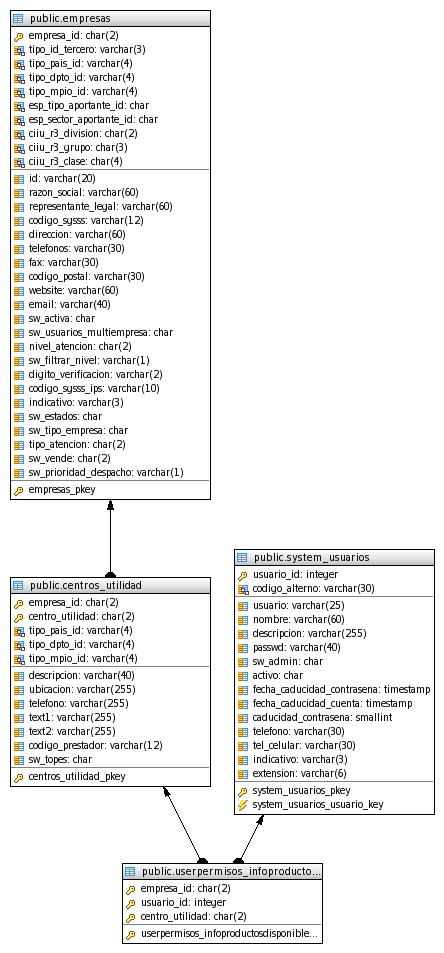 public.empresas
empresa_id: char(2)
tipo_id_tercero: varchar(3)
tipo_pais_id: varchar(4)
tipo_dpto_id: varchar(4)
tipo_mpio_id: varchar(4)
esp_tipo_aportante_id: char
esp_sector_aportante_id: char
ciiu_r3_division: char(2)
ciiu_r3_grupo: char(3)
ciiu_r3_clase: char(4)
id: varchar(20)
razon_social: varchar(60)
representante_legal: varchar(60)
codigo_sgsss: varchar(12)
direccion: varchar(60)
telefonos: varchar(30)
fax: varchar(30)
codigo_postal: varchar(30)
website: varchar(60)
email: varchar(40)
sw_activa: char
sw_usuarios_multiempresa: char
nivel_atencion: char(2)
sw_filtrar_nivel: varchar(1)
digito_verificacion: varchar(2)
codigo_sgsss_ips: varchar(10)
indicativo: varchar(3)
sw_estados: char
sw_tipo_empresa: char
tipo_atencion: char(2)
sw_vende: char(2)
sw_prioridad_despacho: varchar(1)
empresas_pkey
public.centros_utilidad
empresa_id: char(2)
centro_utilidad: char(2)
tipo_pais_id: varchar(4)
tipo_dpto_id: varchar(4)
tipo_mpio_id: varchar(4)
descripcion: varchar(40)
ubicacion: varchar(255)
telefono: varchar(255)
text1: varchar(255)
text2: varchar(255)
codigo_prestador: varchar(12)
sw_topes: char
centros_utilidad_pkey
public.system_usuarios
usuario_id: integer
codigo_alterno: varchar(30)
usuario: varchar(25)
nombre: varchar(60)
descripcion: varchar(255)
passwd: varchar(40)
sw_admin: char
activo: char
fecha_caducidad_contrasena: timestamp
fecha_caducidad_cuenta: timestamp
caducidad_contrasena: smallint
telefono: varchar(30)
tel_celular: varchar(30)
indicativo: varchar(3)
extension: varchar(6)
system_usuarios_pkey
system_usuarios_usuario_key
public.userpermisos_infoproducto...
empresa_id: char(2)
usuario_id: integer
centro_utilidad: char(2)
userpermisos_infoproductosdisponible...